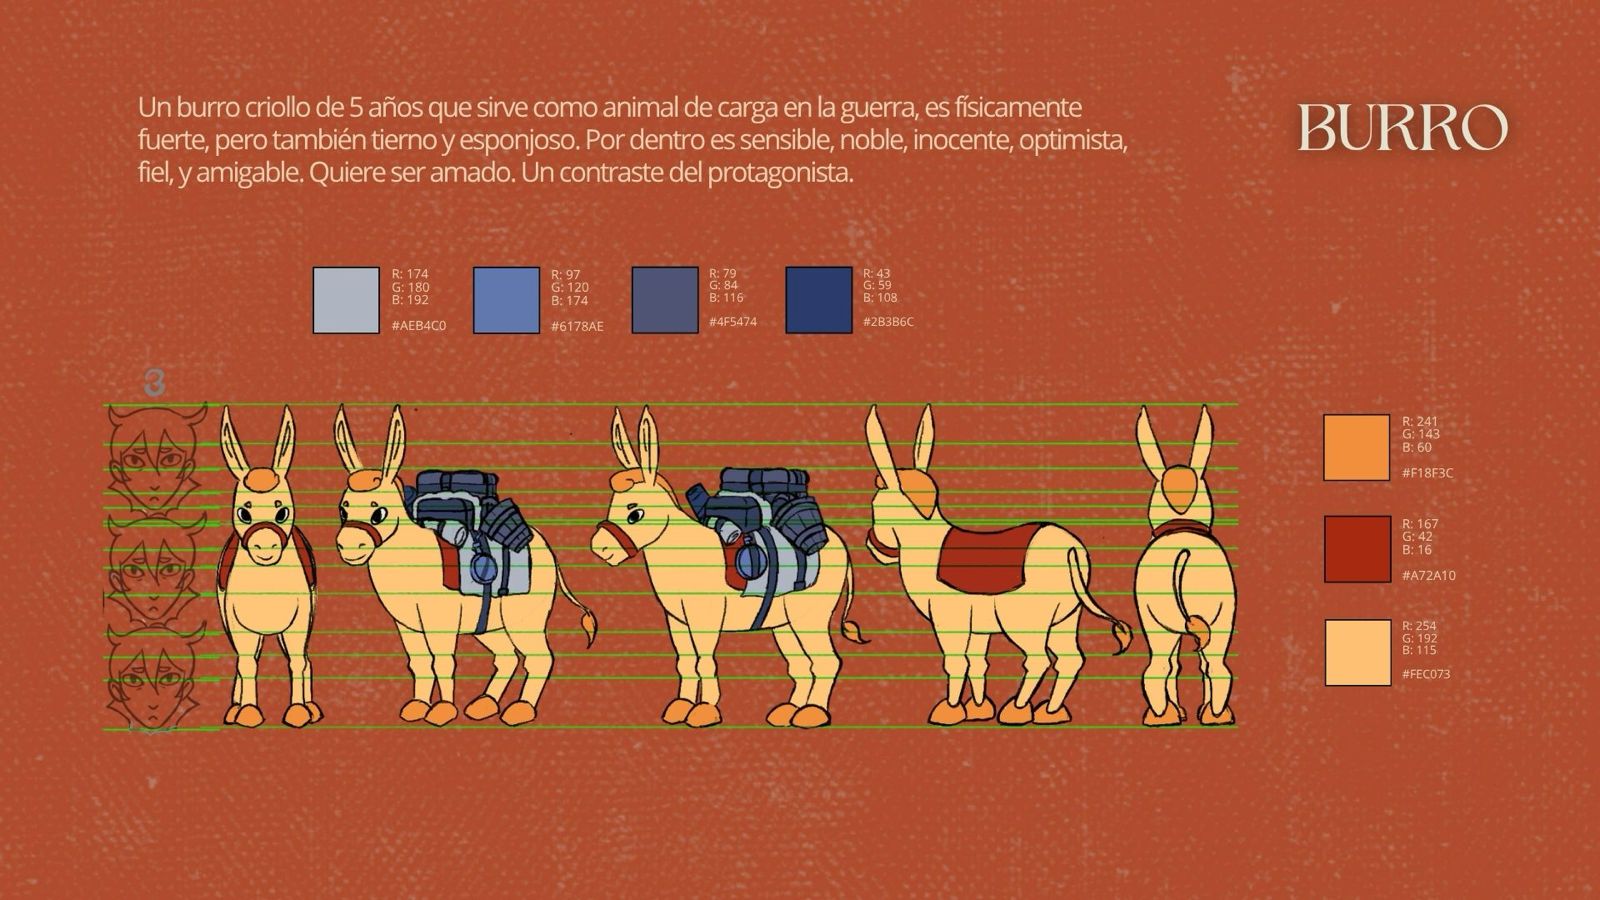 Un burro criollo de 5 años que sirve como animal de carga en la guerra, es físicamente
fuerte, pero también tierno y esponjoso. Por dentro es sensible, noble, inocente, optimista,
fiel, y amigable. Quiere ser amado. Un contraste del protagonista.
BURRO
R: 174
G: 180
B: 192
#AEB4C0
R: 97
G: 120
B: 174
#6178AE
R: 79
G: 84
B: 116
#4F5474
R: 43
G: 59
B: 108
#2B3B6C
3
R: 241
G: 143
B: 60
#F18F3C
R: 167
G: 42
B: 16
#A72A10
R: 254
G: 192
B: 115
#FEC073